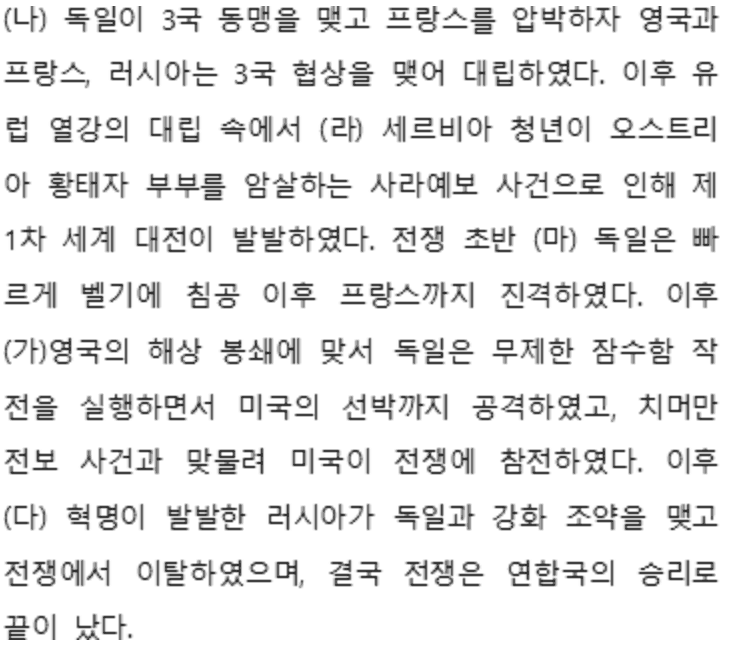 (나) 독일이 3국 동맹을 맺고 프랑스를 압박하자 영국과
프랑스, 러시아는 3국 협상을 맺어 대립하였다. 이후 유
럽 열강의 대립 속에서 (라) 세르비아 청년이 오스트리
아 황태자 부부를 암살하는 사라예보 사건으로 인해 제
1차 세계 대전이 발발하였다. 전쟁 초반 (마) 독일은 빠
르게 벨기에 침공 이후 프랑스까지 진격하였다. 이후
(가)영국의 해상 봉쇄에 맞서 독일은 무제한 잠수함 작
전을 실행하면서 미국의 선박까지 공격하였고, 치머만
전보 사건과 맞물려 미국이 전쟁에 참전하였다. 이후
(다) 혁명이 발발한 러시아가 독일과 강화 조약을 맺고
전쟁에서 이탈하였으며, 결국 전쟁은 연합국의 승리로
끝이 났다.